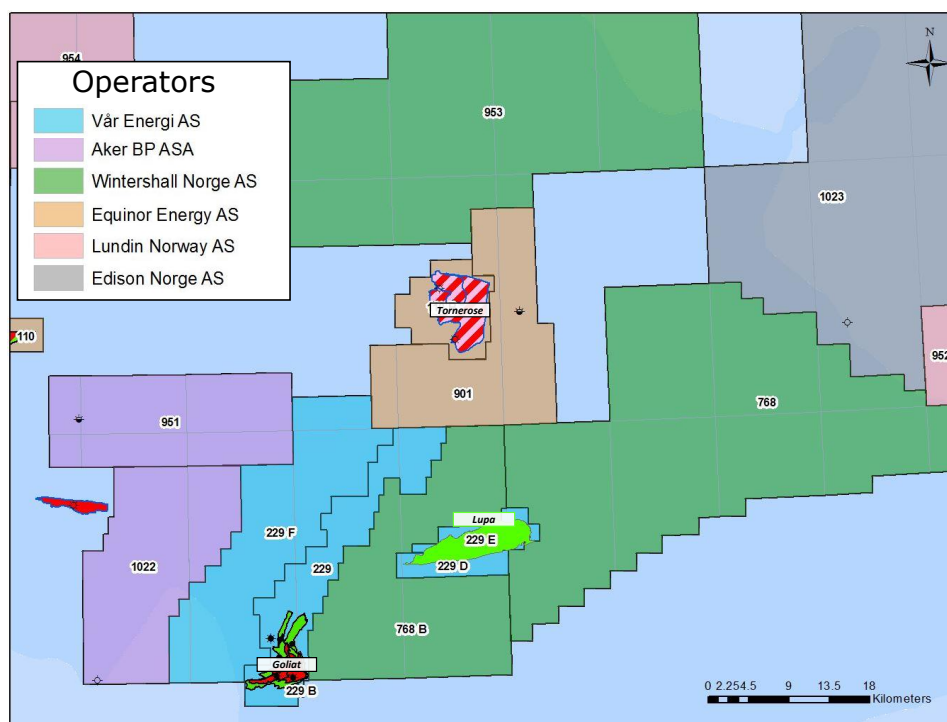 954
N
Operators
Vår Energi AS
Aker BP ASA
Wintershall Norge AS
Equinor Energy AS
Lundin Norway AS
Edison Norge AS
953
1023
Tornerose
110
952
901
768
951
Lupa
229 F
229 E
229 D
229
1022
768 B
Goliat
229 B
0 2.254.5 9 13.5 18
Kilometers